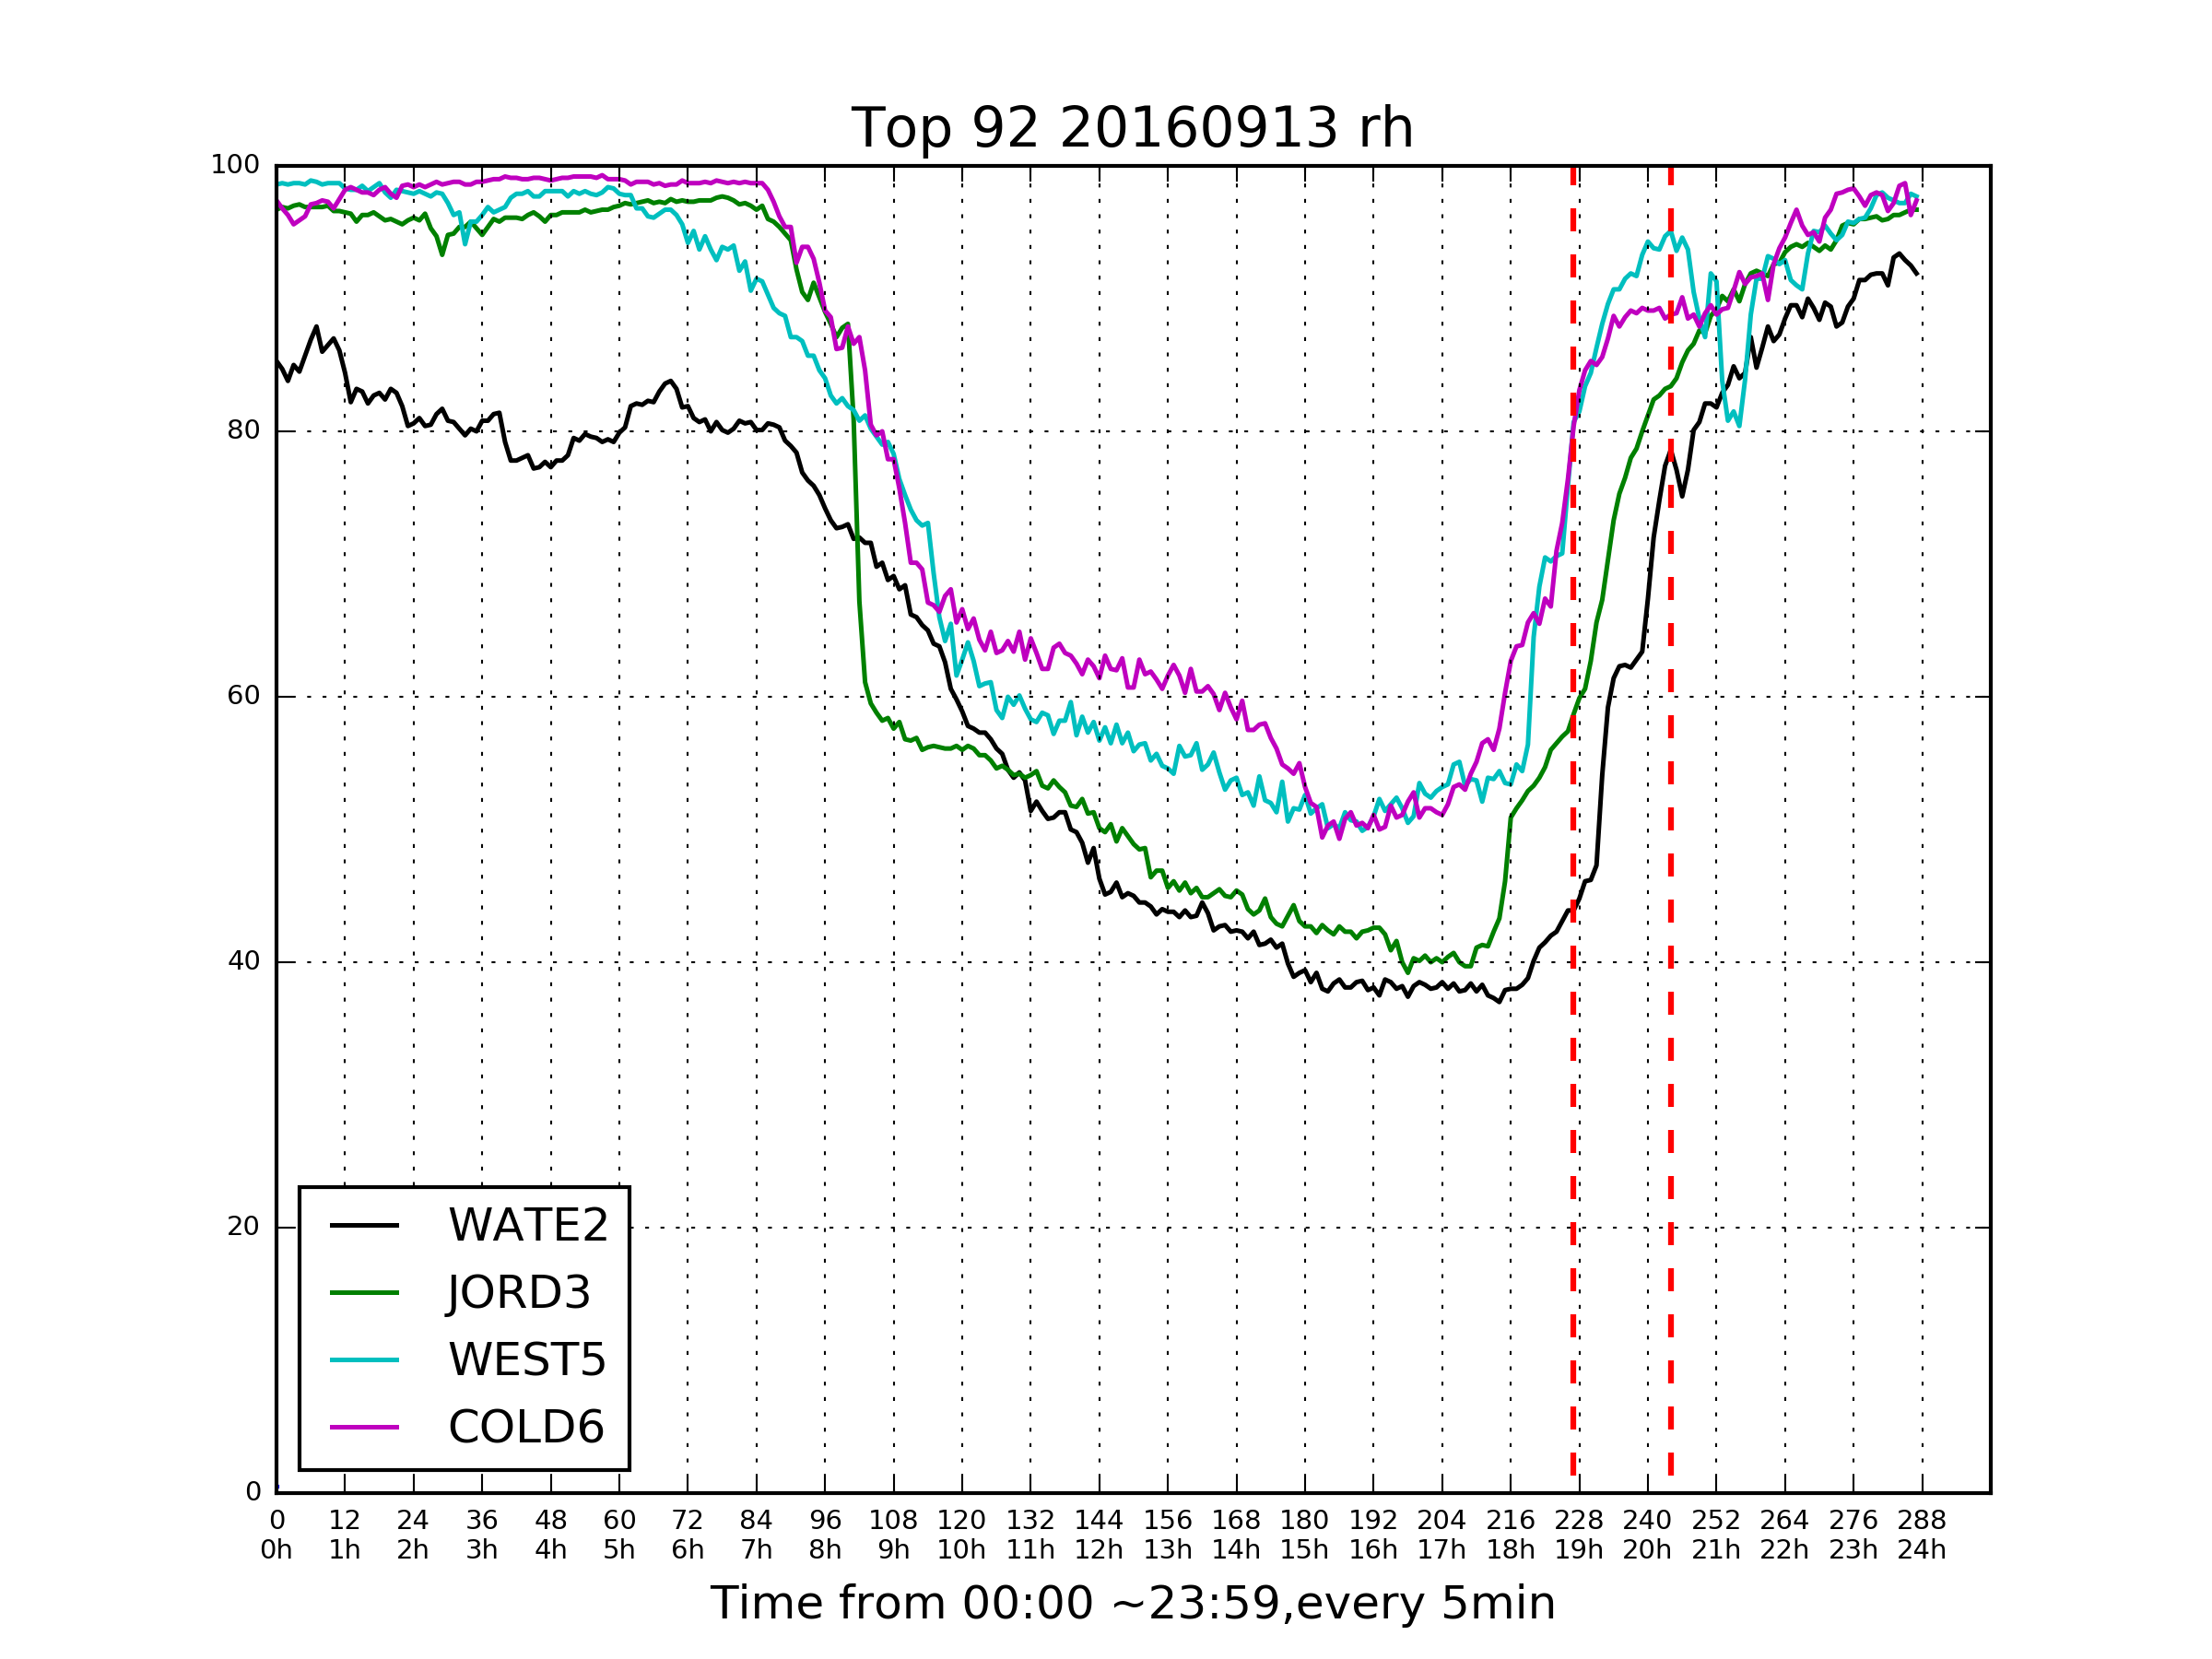 Top 92 20160913 rh
100
80
60
40
20
0
WATE2
JORD3
WEST5
COLD6
0 12 24 36 48 60 72 84 96 108 120 132 144 156 168 180 192 204 216 228 240 252 264 276 288
0h 1h 2h 3h 4h 5h 6h 7h 8h 9h 10h 11h 12h 13h 14h 15h 16h 17h 18h 19h 20h 21h 22h 23h 24h
Time from 00:00 ~23:59,every 5min